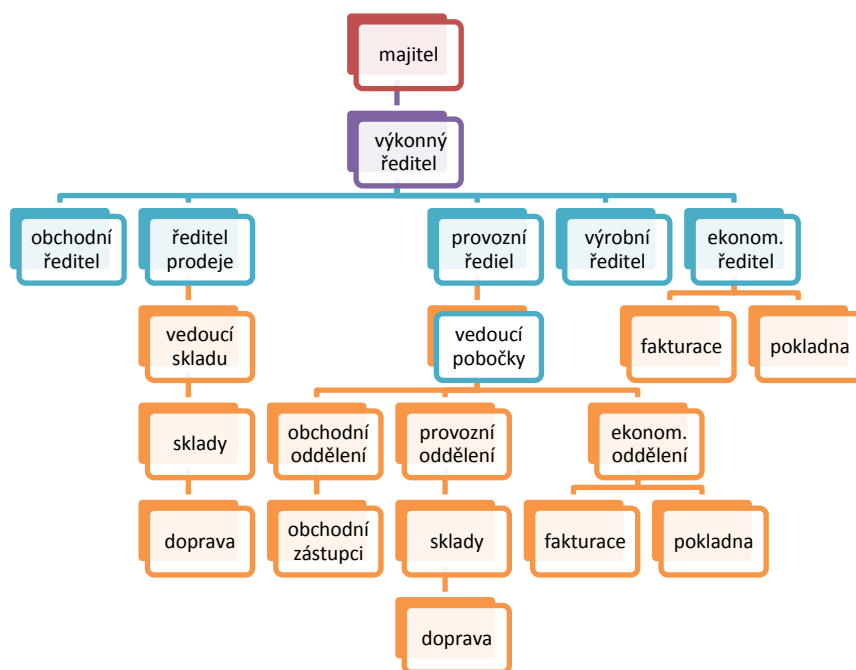 majitel
výkonný
ředitel
obchodní
ředitel
ředitel
prodeje
provozní
řediel
výrobní
ředitel
ekonom.
ředitel
vedoucí
skladu
vedoucí
pobočky
fakturace
pokladna
sklady
obchodní
oddělení
provozní
oddělení
ekonom.
oddělení
doprava
obchodní
zástupci
sklady
fakturace
pokladna
doprava